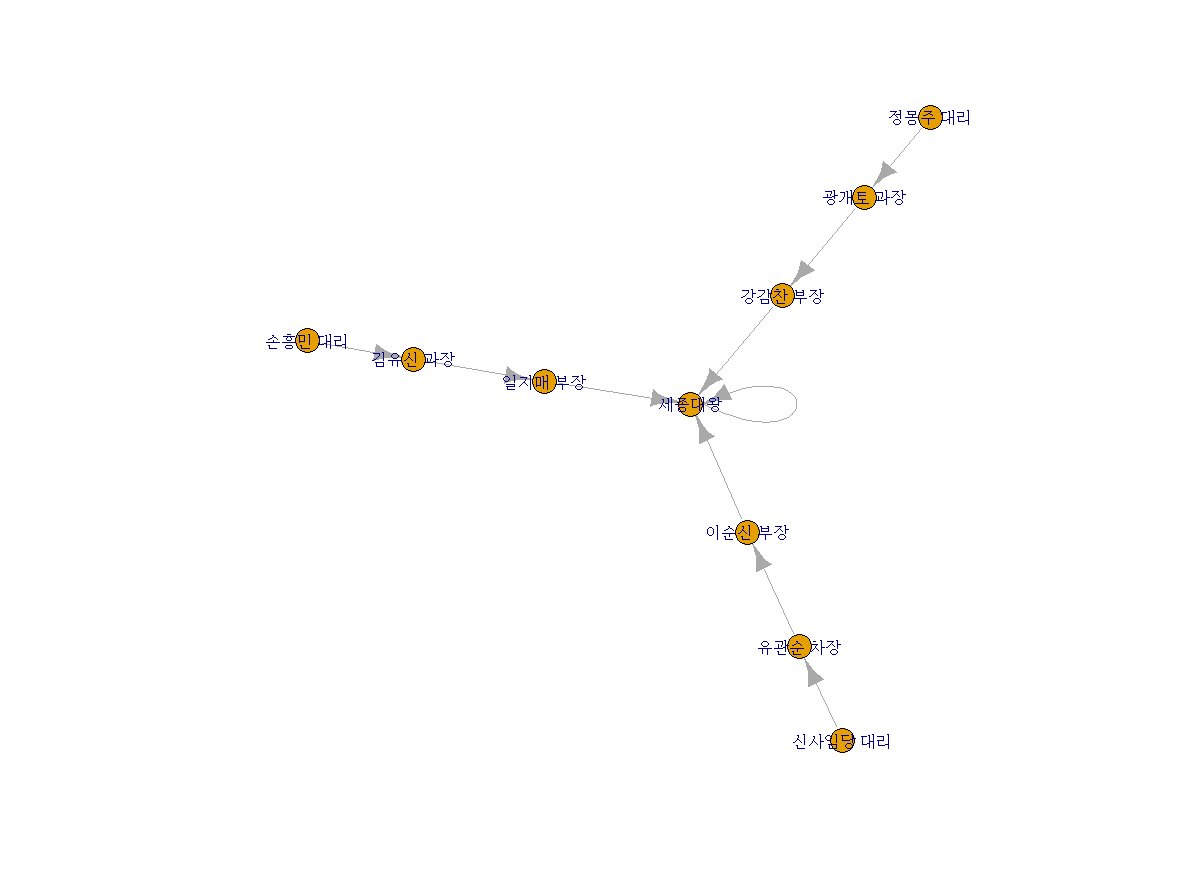 정몽주 대리
광개토 과장
강감찬 부장
손흥민 대리
김유신 과장
일지매 부장
세종대왕
이순신 부장
유관순 차장
신사임당 대리